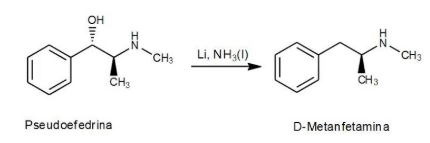 OH
H
N
CH₃
CH₃
Li, NH₃(l)
H
N
CH₃
CH₃
Pseudoefedrina
D-Metanfetamina